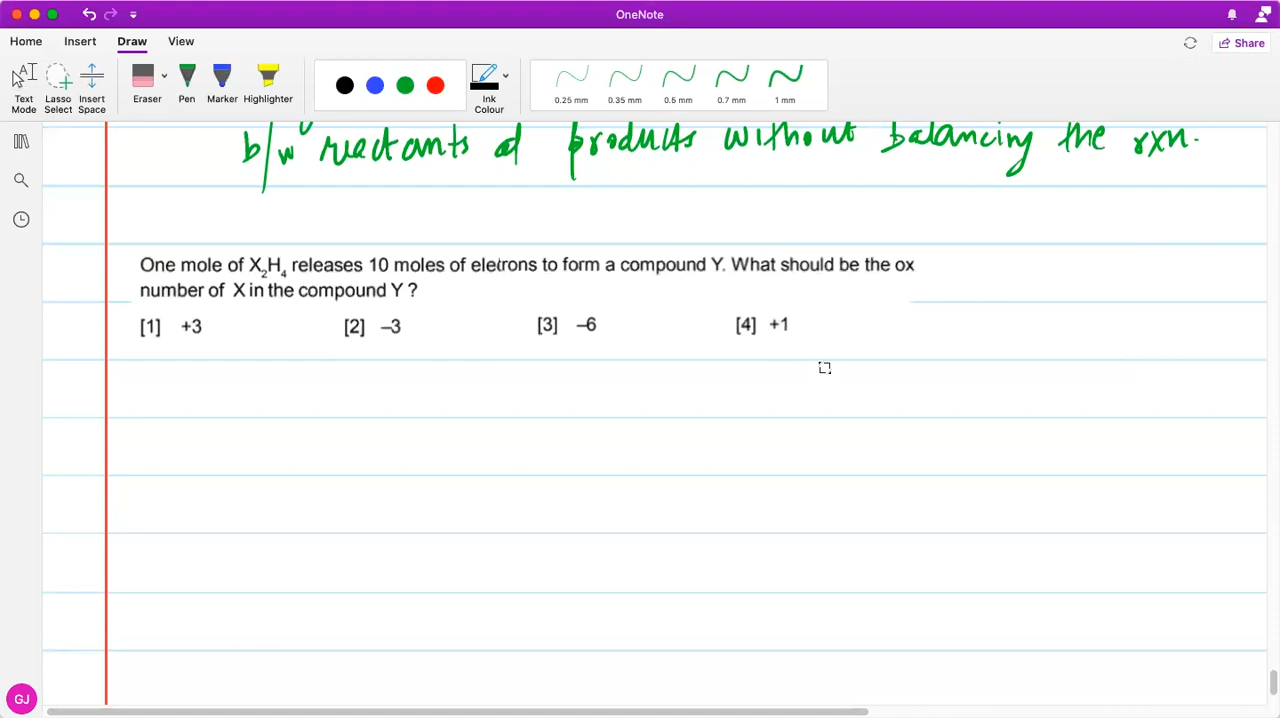 OneNote
Home Insert Draw View
Share
Text Mode
Lasso Select
Insert Space
Eraser
Pen
Marker
Highlighter
Ink Colour
0.25 mm 0.35 mm 0.5 mm 0.7 mm 1 mm
b/w reactants d products without balancing the rxn.
One mole of X₂H₄ releases 10 moles of eletrons to form a compound Y. What should be the ox
number of X in the compound Y ?
[1] +3 [2] –3 [3] –6 [4] +1
GJ